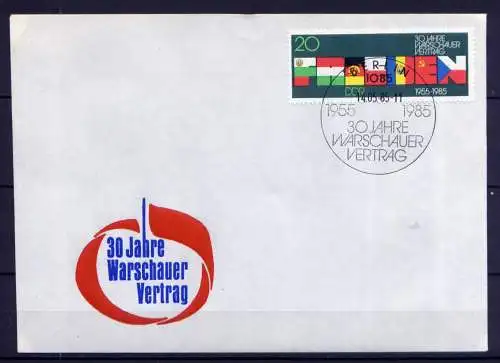 20
30 JAHRE
WARSCHAUER
VERTRAG
DDR
1955-1985
BERLIN
1085
14.05.85-11
1955 1985
30 JAHRE
WARSCHAUER
VERTRAG
30 Jahre
Warschauer
Vertrag